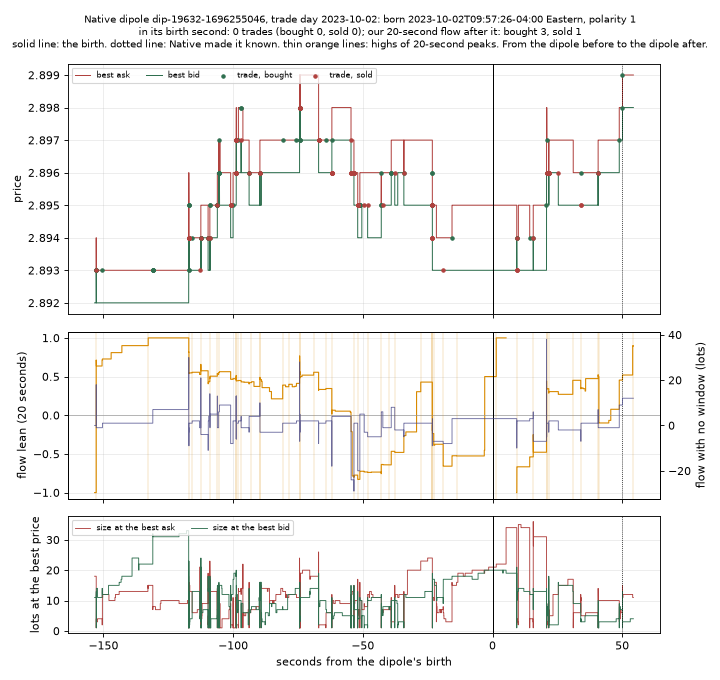 Native dipole dip-19632-1696255046, trade day 2023-10-02: born 2023-10-02T09:57:26-04:00 Eastern, polarity 1
in its birth second: 0 trades (bought 0, sold 0); our 20-second flow after it: bought 3, sold 1
solid line: the birth. dotted line: Native made it known. thin orange lines: highs of 20-second peaks. From the dipole before to the dipole after.
best ask
best bid
trade, bought
trade, sold
2.899
2.898
2.897
2.896
2.895
2.894
2.893
2.892
price
1.0
0.5
0.0
−0.5
−1.0
flow lean (20 seconds)
40
20
0
−20
flow with no window (lots)
size at the best ask
size at the best bid
30
20
10
0
lots at the best price
−150
−100
−50
0
50
seconds from the dipole's birth